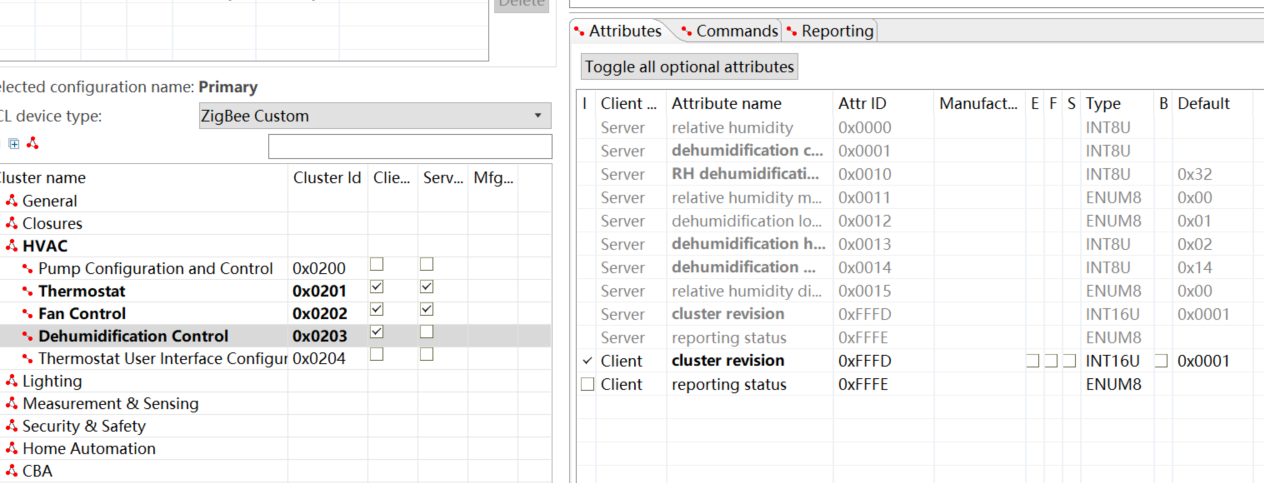 Delete
elected configuration name: Primary
CL device type: ZigBee Custom
Cluster name Cluster Id Clie... Serv... Mfg...
General
Closures
HVAC
Pump Configuration and Control 0x0200
Thermostat 0x0201
Fan Control 0x0202
Dehumidification Control 0x0203
Thermostat User Interface Configur 0x0204
Lighting
Measurement & Sensing
Security & Safety
Home Automation
CBA
Attributes Commands Reporting
Toggle all optional attributes
I Client ... Attribute name Attr ID Manufact... E F S Type B Default
Server relative humidity 0x0000 INT8U
Server dehumidification c... 0x0001 INT8U
Server RH dehumidificati... 0x0010 INT8U 0x32
Server relative humidity m... 0x0011 ENUM8 0x00
Server dehumidification lo... 0x0012 ENUM8 0x01
Server dehumidification h... 0x0013 INT8U 0x02
Server dehumidification ... 0x0014 INT8U 0x14
Server relative humidity di... 0x0015 ENUM8 0x00
Server cluster revision 0xFFFD INT16U 0x0001
Server reporting status 0xFFFE ENUM8
Client cluster revision 0xFFFD INT16U 0x0001
Client reporting status 0xFFFE ENUM8